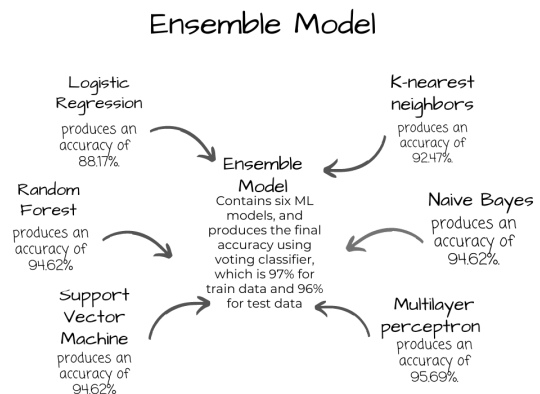 Ensemble Model
Logistic
Regression
produces an
accuracy of
88.17%.
K-nearest
neighbors
produces an
accuracy of
92.47%.
Random
Forest
produces an
accuracy of
94.62%
Ensemble
Model
Contains six ML
models, and
produces the final
accuracy using
voting classifier,
which is 97% for
train data and 96%
for test data
Naive Bayes
produces an
accuracy of
94.62%.
Support
Vector
Machine
produces an
accuracy of
94.62%
Multilayer
perceptron
produces an
accuracy of
95.69%.